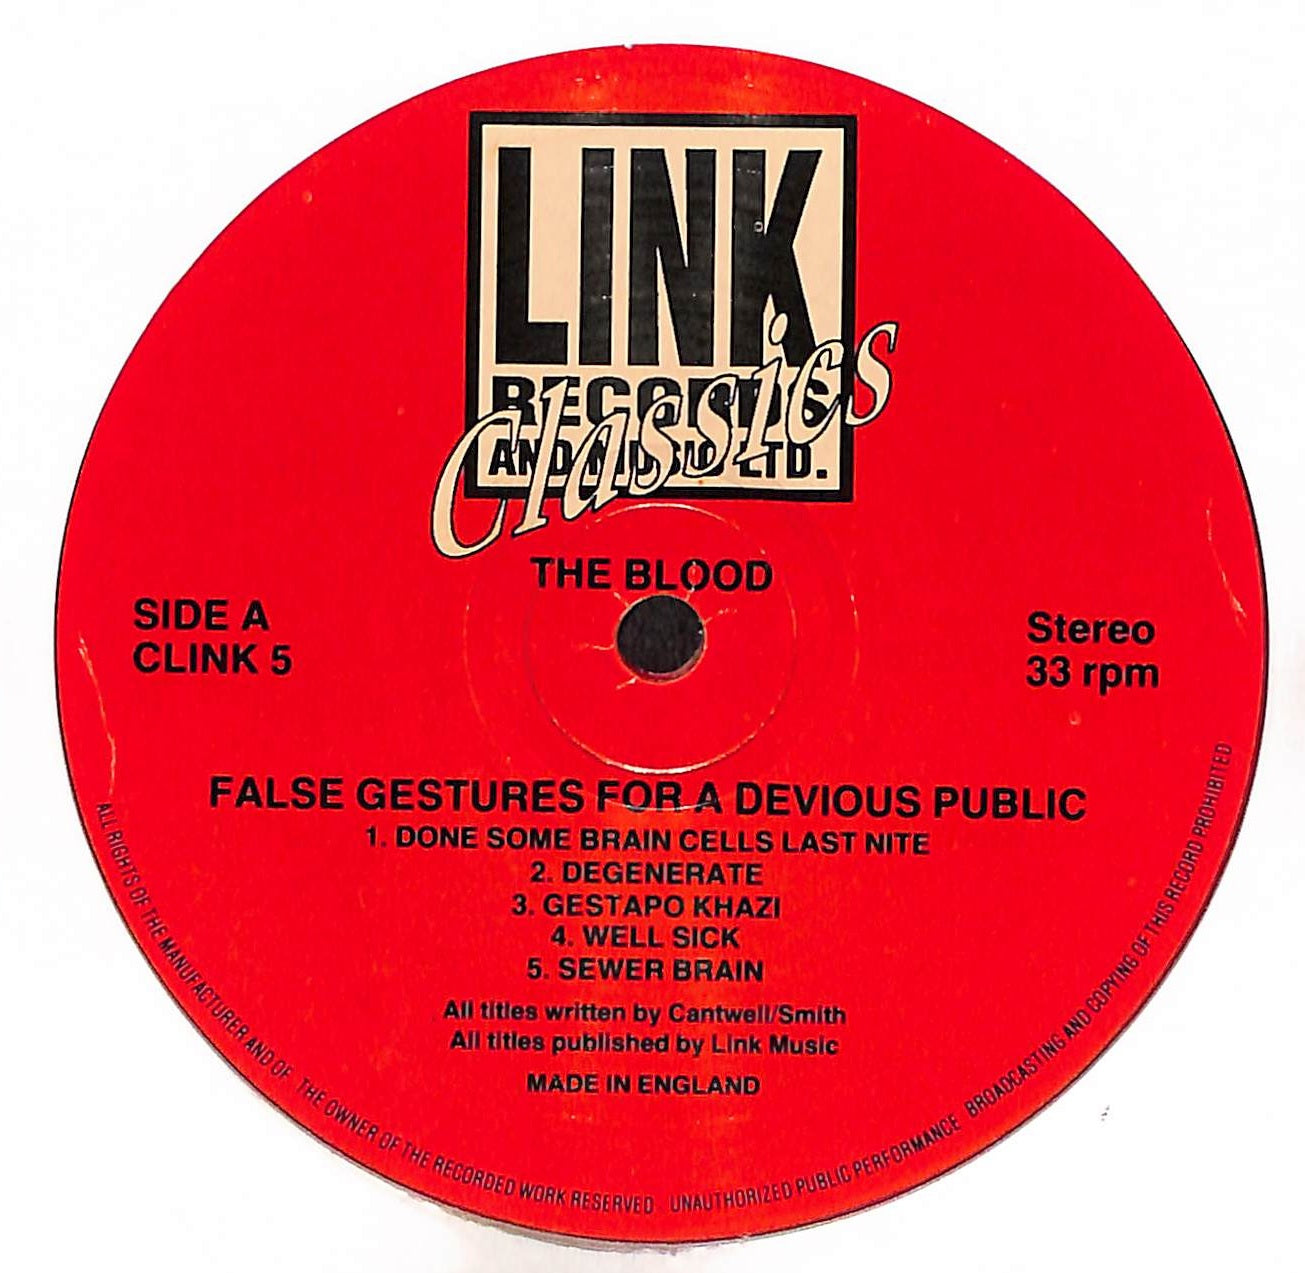 LINK
RECORDS
AND MUSIC LTD.
Classics
THE BLOOD
SIDE A
CLINK 5
Stereo
33 rpm
FALSE GESTURES FOR A DEVIOUS PUBLIC
1. DONE SOME BRAIN CELLS LAST NITE
2. DEGENERATE
3. GESTAPO KHAZI
4. WELL SICK
5. SEWER BRAIN
All titles written by Cantwell/Smith
All titles published by Link Music
MADE IN ENGLAND
ALL RIGHTS OF THE MANUFACTURER AND OF THE OWNER OF THE RECORDED WORK RESERVED UNAUTHORIZED PUBLIC PERFORMANCE BROADCASTING AND COPYING OF THIS RECORD PROHIBITED